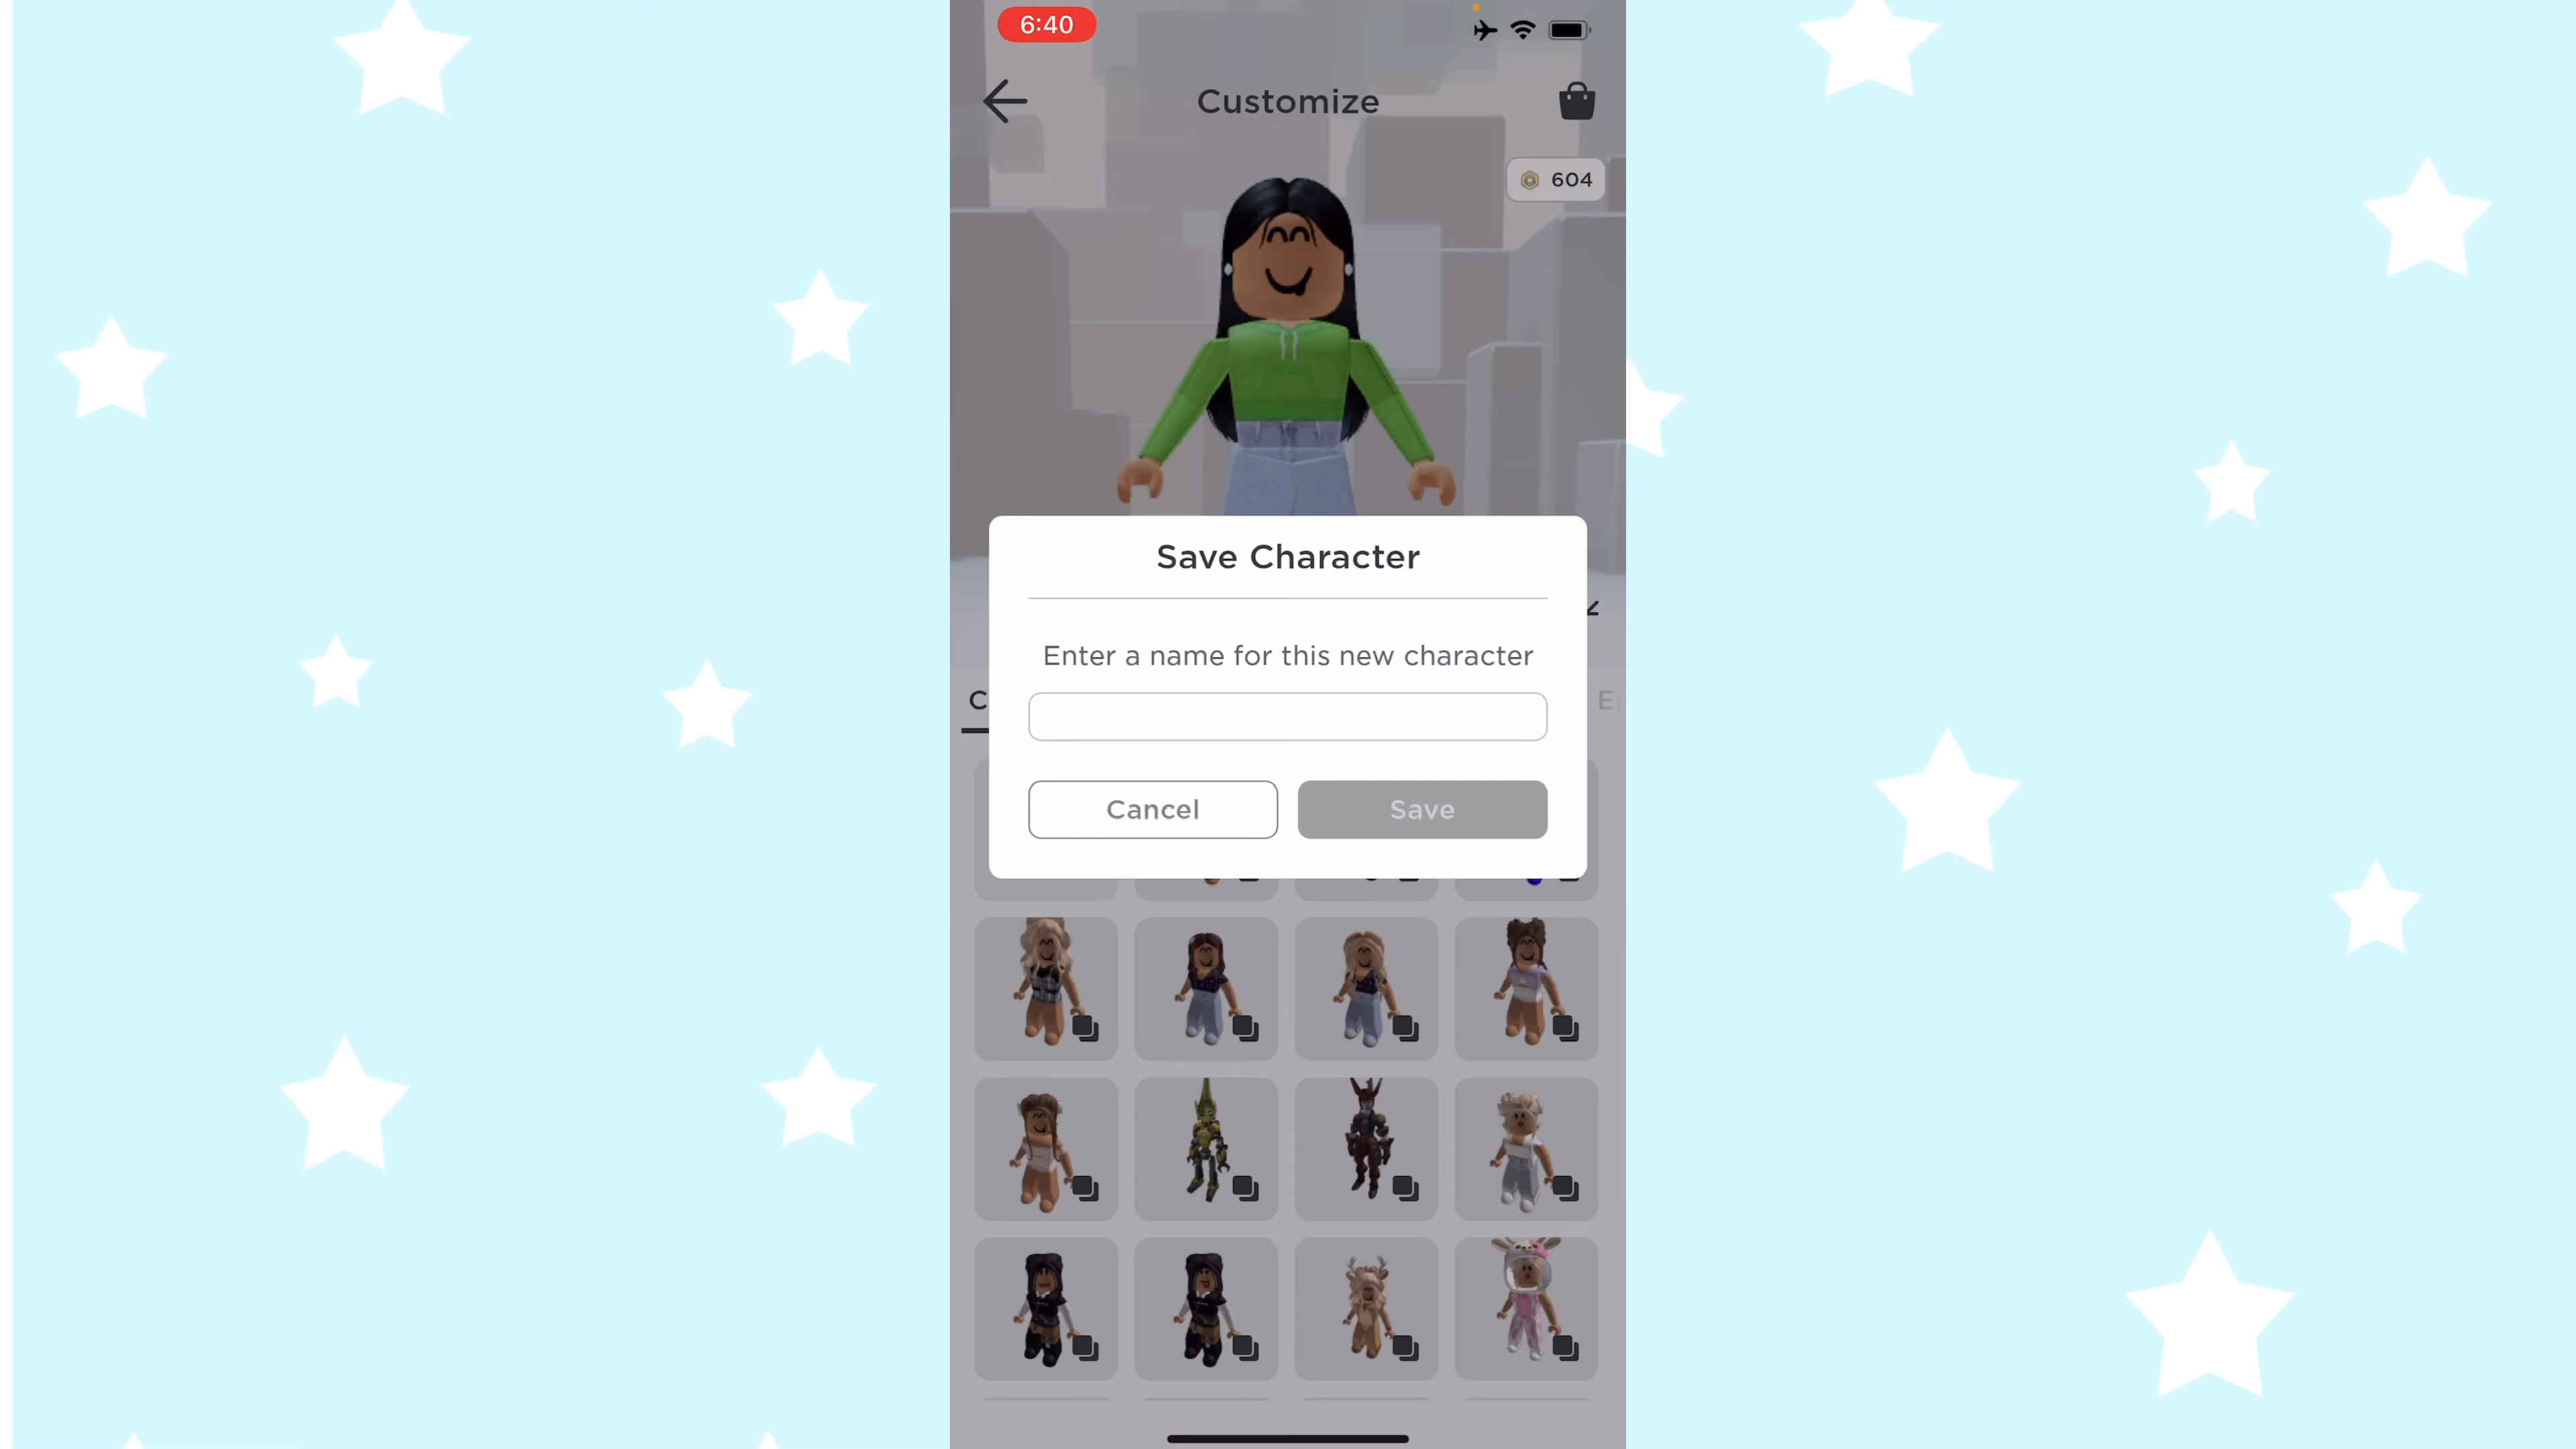 6:40
Customize
604
Save Character
Enter a name for this new character
Cancel
Save